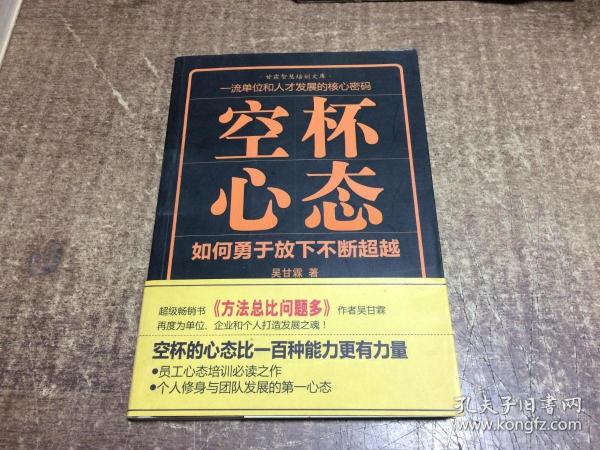 甘霖智慧培训文库
一流单位和人才发展的核心密码
空杯
心态
如何勇于放下不断超越
吴甘霖 著
超级畅销书《方法总比问题多》作者吴甘霖
再度为单位、企业和个人打造发展之魂！
空杯的心态比一百种能力更有力量
●员工心态培训必读之作
●个人修身与团队发展的第一心态
孔夫子旧书网
www.kongfz.com